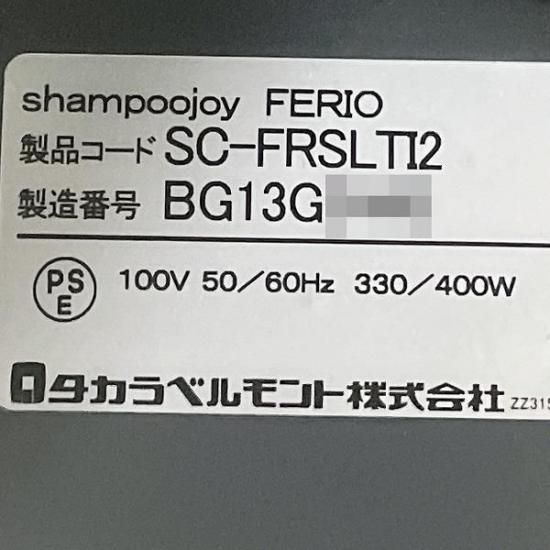 shampoojoy FERIO
製品コード SC-FRSLTI2
製造番号 BG13G
PS
E
100V 50/60Hz 330/400W
タカラベルモント株式会社 ZZ31S